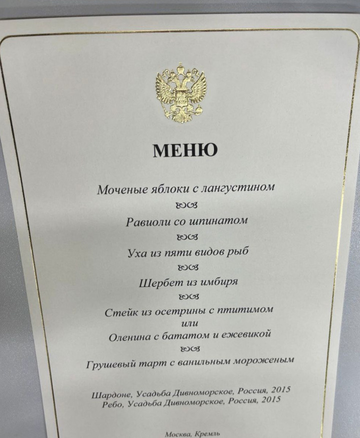 МЕНЮ
Моченые яблоки с лангустином
Равиоли со шпинатом
Уха из пяти видов рыб
Шербет из имбиря
Стейк из осетрины с птитимом
или
Оленина с бататом и ежевикой
Грушевый тарт с ванильным мороженым
Шардоне, Усадьба Дивноморское, Россия, 2015
Ребо, Усадьба Дивноморское, Россия, 2015
Москва, Кремль